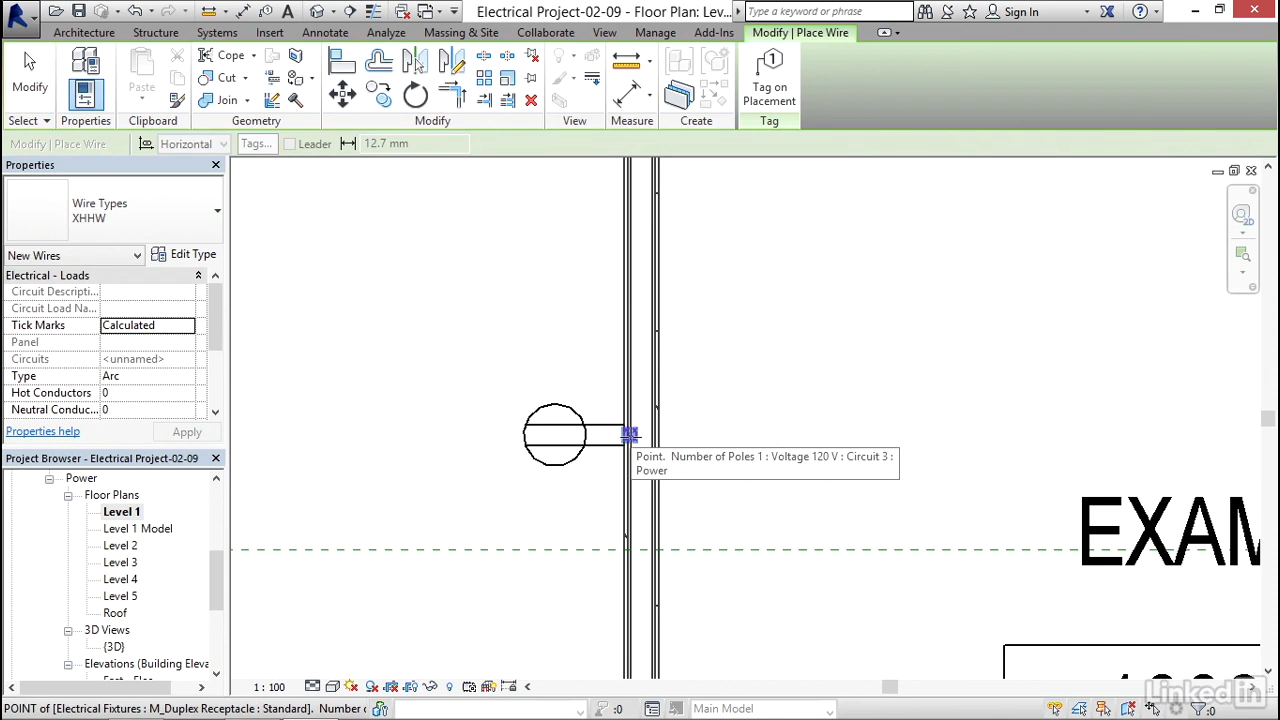 Electrical Project-02-09 - Floor Plan: Lev...
Type a keyword or phrase
Sign In
Architecture
Structure
Systems
Insert
Annotate
Analyze
Massing & Site
Collaborate
View
Manage
Add-Ins
Modify | Place Wire
Modify
Paste
Cope
Cut
Join
Tag on
Placement
Select
Properties
Clipboard
Geometry
Modify
View
Measure
Create
Tag
Modify | Place Wire
Horizontal
Tags...
Leader
12.7 mm
Properties
Wire Types
XHHW
New Wires
Edit Type
Electrical - Loads
Circuit Descripti...
Circuit Load Na...
Tick Marks Calculated
Panel
Circuits <unnamed>
Type Arc
Hot Conductors 0
Neutral Conduc... 0
Properties help
Apply
Project Browser - Electrical Project-02-09
Power
Floor Plans
Level 1
Level 1 Model
Level 2
Level 3
Level 4
Level 5
Roof
3D Views
{3D}
Elevations (Building Eleva
Point. Number of Poles 1 : Voltage 120 V : Circuit 3 :
Power
EXAM
2D
1 : 100
POINT of [Electrical Fixtures : M_Duplex Receptacle : Standard]. Number o
:0
Main Model
:0
Linked in